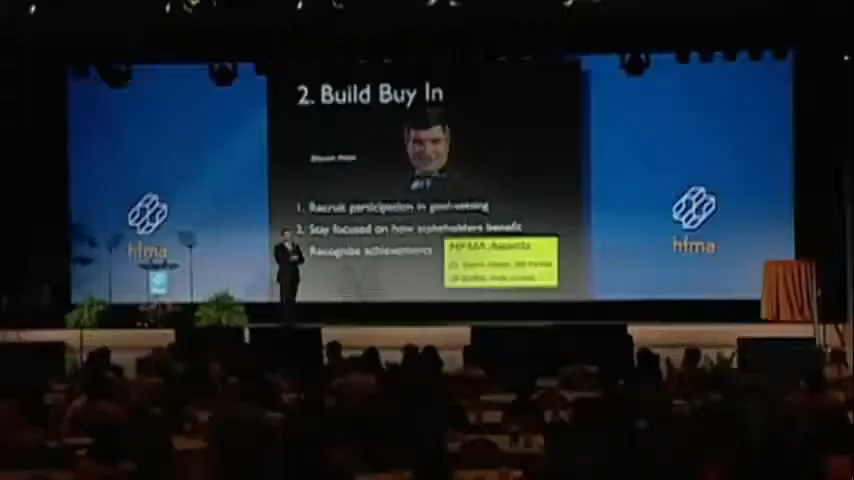 2. Build Buy In
1. Recruit participation in goal-setting
2. Stay focused on how stakeholders benefit
Recognize achievements
HFMA Awards
hfma
hfma